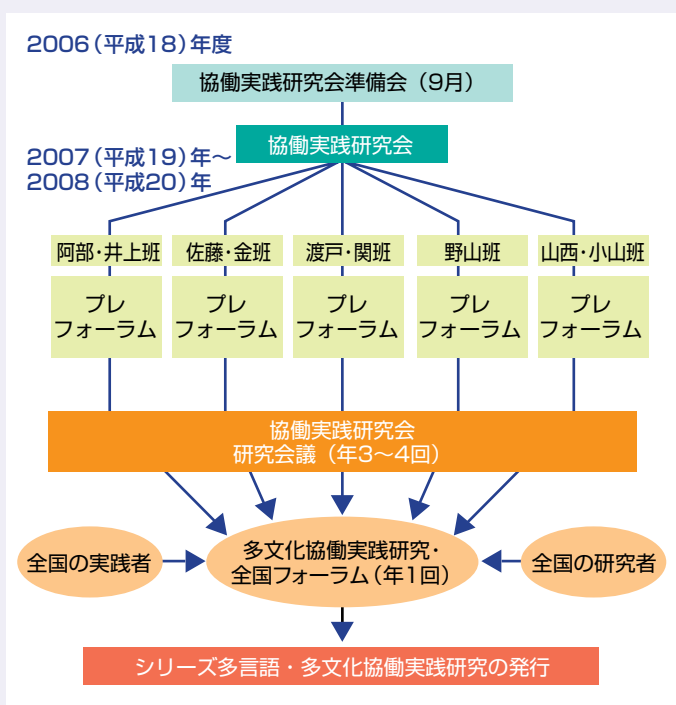 2006(平成18)年度
協働実践研究会準備会(9月)
協働実践研究会
2007(平成19)年〜
2008(平成20)年
阿部・井上班
佐藤・金班
渡戸・関班
野山班
山西・小山班
プレ
フォーラム
プレ
フォーラム
プレ
フォーラム
プレ
フォーラム
プレ
フォーラム
協働実践研究会
研究会議(年3〜4回)
全国の実践者
多文化協働実践研究・
全国フォーラム(年1回)
全国の研究者
シリーズ多言語・多文化協働実践研究の発行